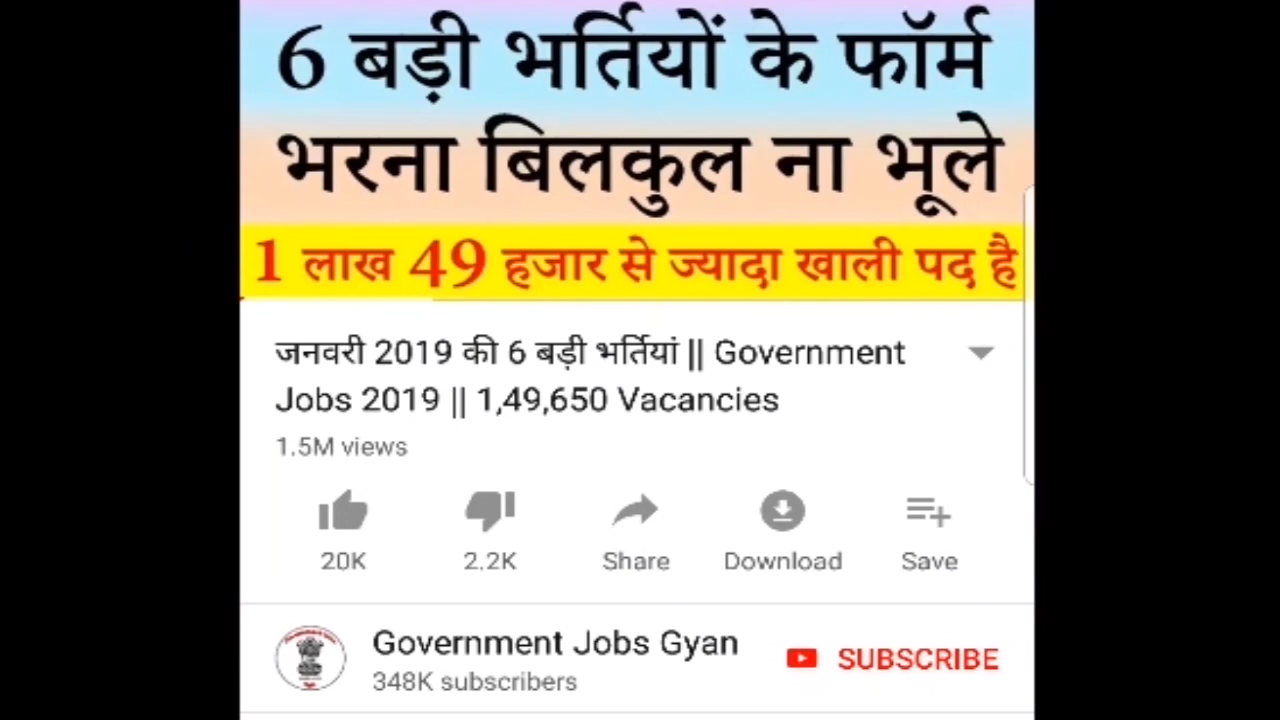 6 बड़ी भर्तियों के फॉर्म
भरना बिलकुल ना भूले
1 लाख 49 हजार से ज्यादा खाली पद है
जनवरी 2019 की 6 बड़ी भर्तियां || Government
Jobs 2019 || 1,49,650 Vacancies
1.5M views
20K 2.2K Share Download Save
Government Jobs Gyan
348K subscribers
SUBSCRIBE